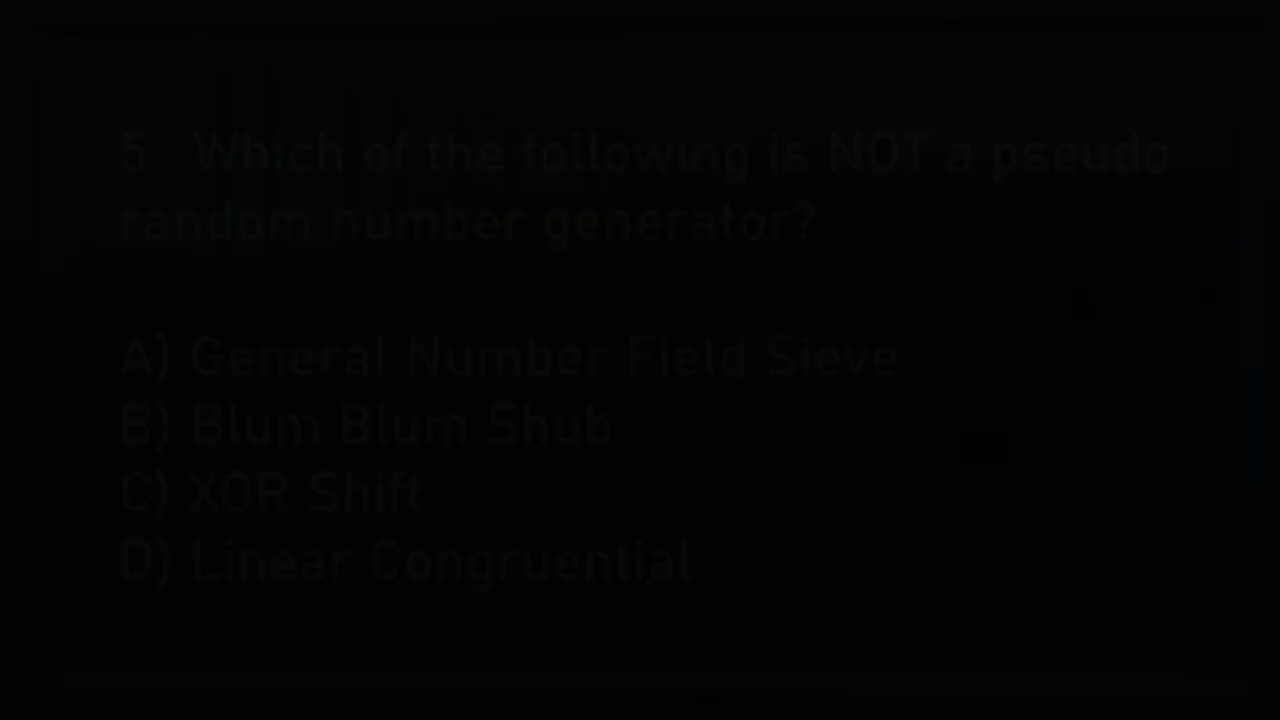 5. Which of the following is NOT a pseudo
random number generator?
A) General Number Field Sieve
B) Blum Blum Shub
C) XOR Shift
D) Linear Congruential